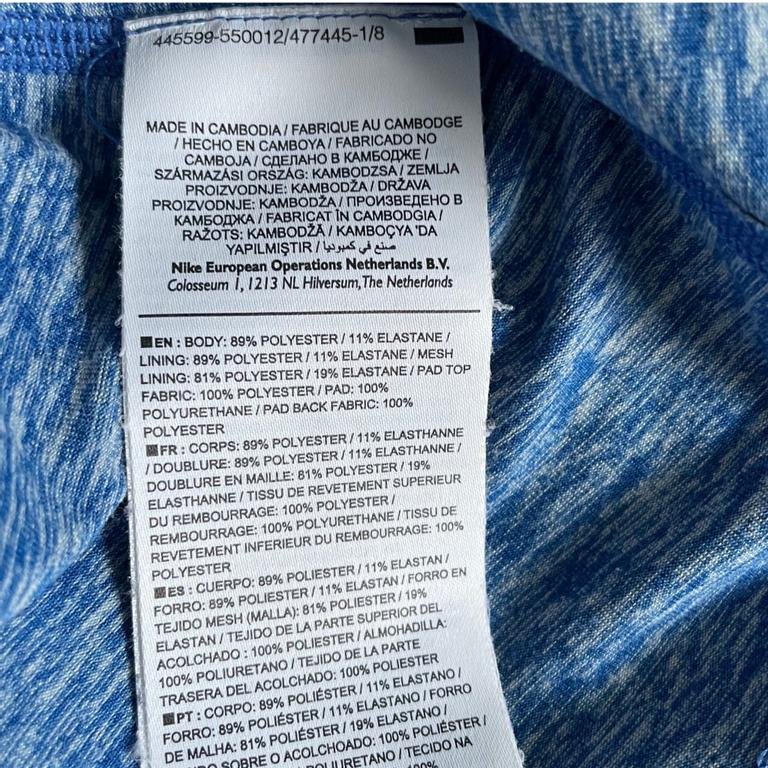 445599-550012/477445-1/8
MADE IN CAMBODIA / FABRIQUE AU CAMBODGE
/ HECHO EN CAMBOYA / FABRICADO NO
CAMBOJA / СДЕЛАНО В КАМБОДЖЕ /
SZÁRMAZÁSI ORSZÁG: KAMBODZSA / ZEMLJA
PROIZVODNJE: KAMBODŽA / DRŽAVA
PROIZVODNJE: KAMBODŽA / ПРОИЗВЕДЕНО В
КАМБОДЖА / FABRICAT ÎN CAMBODGIA /
RAŽOTS: KAMBODŽĀ / KAMBOÇYA 'DA
YAPILMIŞTIR / صنع في كمبوديا
Nike European Operations Netherlands B.V.
Colosseum 1, 1213 NL Hilversum, The Netherlands
EN : BODY: 89% POLYESTER / 11% ELASTANE /
LINING: 89% POLYESTER / 11% ELASTANE / MESH
LINING: 81% POLYESTER / 19% ELASTANE / PAD TOP
FABRIC: 100% POLYESTER / PAD: 100%
POLYURETHANE / PAD BACK FABRIC: 100%
POLYESTER
FR : CORPS: 89% POLYESTER / 11% ELASTHANNE
/ DOUBLURE: 89% POLYESTER / 11% ELASTHANNE /
DOUBLURE EN MAILLE: 81% POLYESTER / 19%
ELASTHANNE / TISSU DE REVETEMENT SUPERIEUR
DU REMBOURRAGE: 100% POLYESTER /
REMBOURRAGE: 100% POLYURETHANE / TISSU DE
REVETEMENT INFERIEUR DU REMBOURRAGE: 100%
POLYESTER
ES : CUERPO: 89% POLIESTER / 11% ELASTAN /
FORRO: 89% POLIESTER / 11% ELASTAN / FORRO EN
TEJIDO MESH (MALLA): 81% POLIESTER / 19%
ELASTAN / TEJIDO DE LA PARTE SUPERIOR DEL
ACOLCHADO : 100% POLIESTER / ALMOHADILLA:
100% POLIURETANO / TEJIDO DE LA PARTE
TRASERA DEL ACOLCHADO: 100% POLIESTER
PT : CORPO: 89% POLIÉSTER / 11% ELASTANO /
FORRO: 89% POLIÉSTER / 11% ELASTANO / FORRO
DE MALHA: 81% POLIÉSTER / 19% ELASTANO /
SOBRE O ACOLCHOADO: 100% POLIÉSTER /
POLIURETANO / TECIDO NA
100%